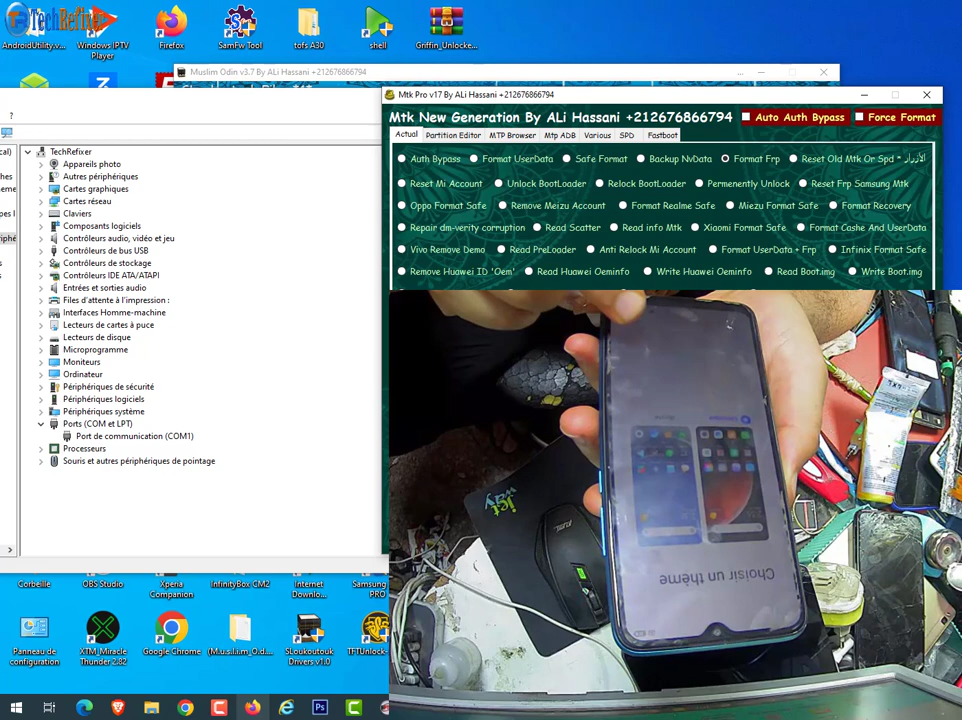 TechRefixer
AndroidUtility.v...
Windows IPTV Player
Firefox
SamFw Tool
tofs A30
shell
Griffin_Unlocke...
Muslim Odin v3.7 By ALi Hassani +212676866794
Mtk Pro v17 By ALi Hassani +212676866794
Mtk New Generation By ALi Hassani +212676866794
Auto Auth Bypass
Force Format
Actual
Partition Editor
MTP Browser
Mtp ADB
Various
SPD
Fastboot
Auth Bypass
Format UserData
Safe Format
Backup NvData
Format Frp
Reset Old Mtk Or Spd * الأزرار
Reset Mi Account
Unlock BootLoader
Relock BootLoader
Permenently Unlock
Reset Frp Samsung Mtk
Oppo Format Safe
Remove Meizu Account
Format Realme Safe
Miezu Format Safe
Format Recovery
Repair dm-verity corruption
Read Scatter
Read info Mtk
Xiaomi Format Safe
Format Cashe And UserData
Vivo Remove Demo
Read PreLoader
Anti Relock Mi Account
Format UserData + Frp
Infinix Format Safe
Remove Huawei ID 'Oem'
Read Huawei Oeminfo
Write Huawei Oeminfo
Read Boot.img
Write Boot.img
?
TechRefixer
Appareils photo
Autres périphériques
Cartes graphiques
Cartes réseau
Claviers
Composants logiciels
Contrôleurs audio, vidéo et jeu
Contrôleurs de bus USB
Contrôleurs de stockage
Contrôleurs IDE ATA/ATAPI
Entrées et sorties audio
Files d'attente à l'impression :
Interfaces Homme-machine
Lecteurs de cartes à puce
Lecteurs de disque
Microprogramme
Moniteurs
Ordinateur
Périphériques de sécurité
Périphériques logiciels
Périphériques système
Ports (COM et LPT)
Port de communication (COM1)
Processeurs
Souris et autres périphériques de pointage
Choisir un thème
jet way
Corbeille
OBS Studio
Xperia Companion
InfinityBox CM2
Internet Downlo...
Samsung PRO
Panneau de configuration
XTM_Miracle Thunder 2.82
Google Chrome
(M.u.s.l.i.m_O.d...
SLoukoutouk Drivers v1.0
TFTUnlock-